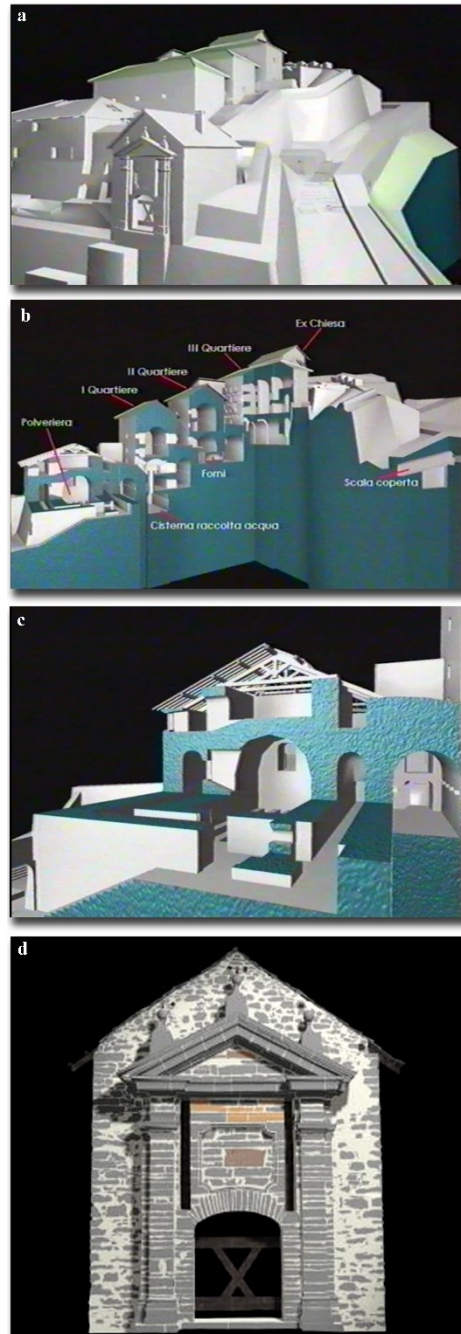 a
b
Ex Chiesa
III Quartiere
II Quartiere
I Quartiere
Polveriera
Forni
Scala coperta
Cisterna raccolta acqua
c
d